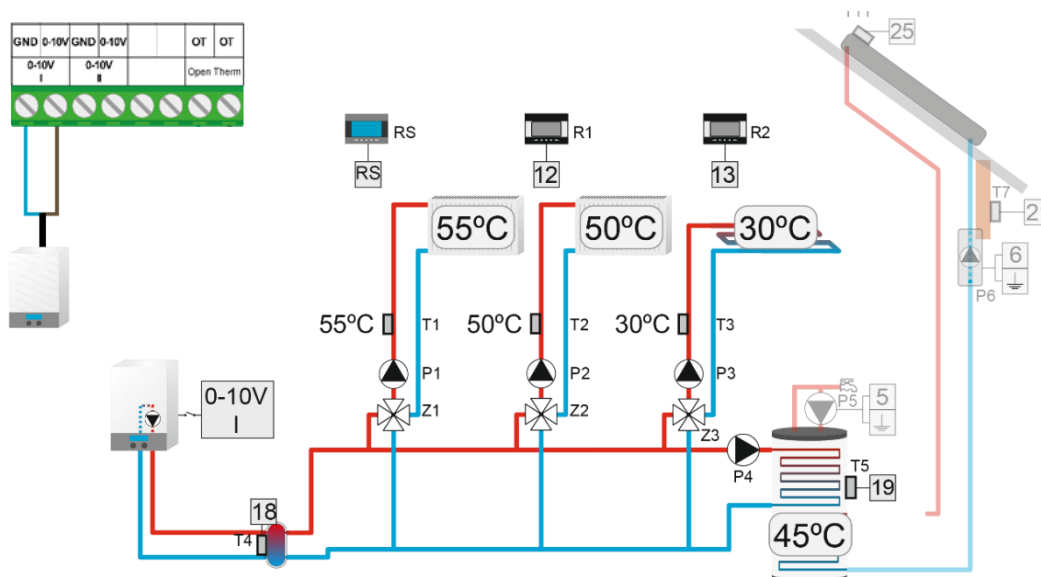 GND 0-10V GND 0-10V OT OT
0-10V 0-10V Open Therm
I II
25
RS R1 R2
RS 12 13
T7
2
55ºC 50ºC 30ºC
6
P6
55ºC T1 50ºC T2 30ºC T3
P1 P2 P3
P5 5
0-10V
I
Z1 Z2 Z3
P4
T5
19
18
T4
45ºC